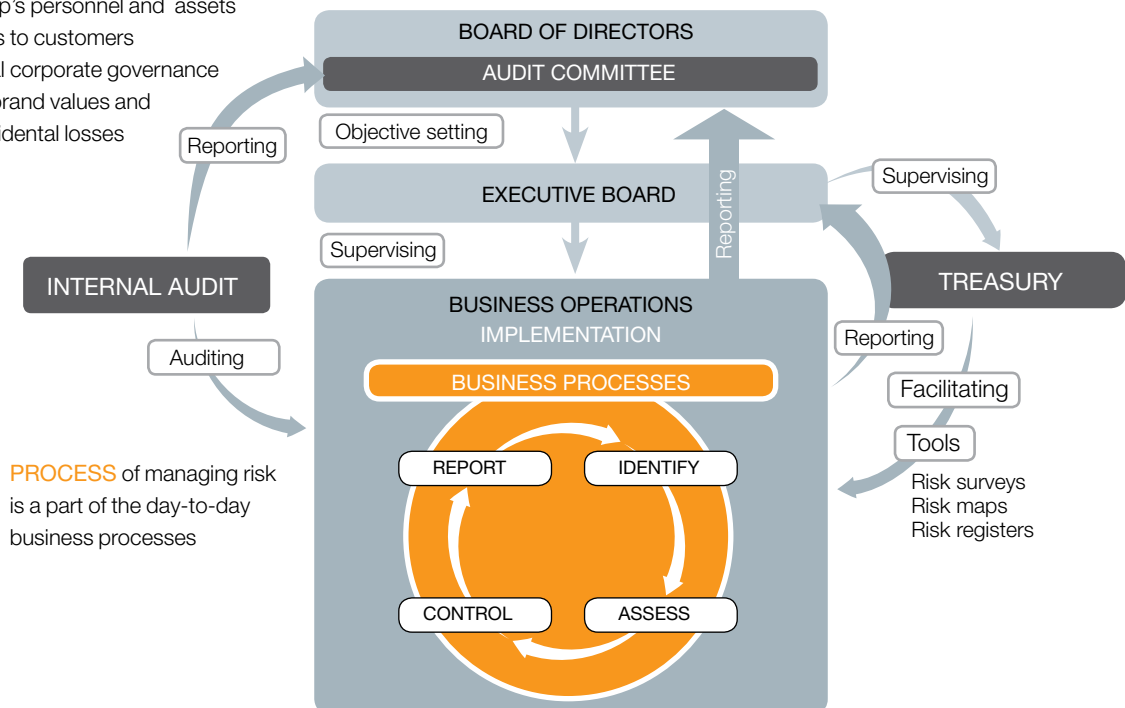 personnel and assets
to customers
corporate governance
brand values and
losses
BOARD OF DIRECTORS
AUDIT COMMITTEE
Reporting
Objective setting
EXECUTIVE BOARD
Supervising
Reporting
Supervising
INTERNAL AUDIT
TREASURY
BUSINESS OPERATIONS
IMPLEMENTATION
Auditing
Reporting
BUSINESS PROCESSES
Facilitating
Tools
Risk surveys
Risk maps
Risk registers
REPORT
IDENTIFY
PROCESS of managing risk
is a part of the day-to-day
business processes
CONTROL
ASSESS